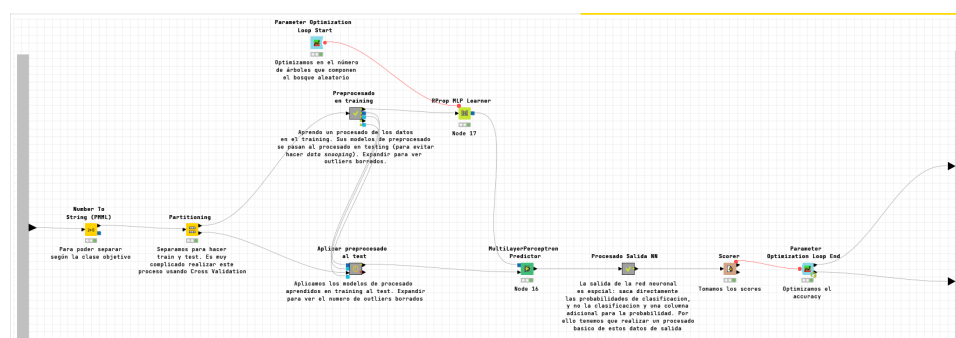 Parameter Optimization
Loop Start
Optimizamos en el número
de árboles que componen
el bosque aleatorio
Preprocesado
en training
RProp MLP Learner
Node 17
Aprendo un procesado de los datos
en el training. Sus modelos de preprocesado
se pasan al procesado en testing (para evitar
hacer data snooping). Expandir para ver
outliers borrados.
Number To
String (PMML)
Para poder separar
según la clase objetivo
Partitioning
Separamos para hacer
train y test. Es muy
complicado realizar este
proceso usando Cross Validation
Aplicar preprocesado
al test
Aplicamos los modelos de procesado
aprendidos en training al test. Expandir
para ver el numero de outliers borrados
MultilayerPerceptron
Predictor
Node 16
Procesado Salida NN
La salida de la red neuronal
es espcial: saca directamente
las probabilidades de clasificacion,
y no la clasificacion y una columna
adicional para la probabilidad. Por
ello tenemos que realizar un procesado
basico de estos datos de salida
Scorer
Tomamos los scores
Parameter
Optimization Loop End
Optimizamos el
accuracy